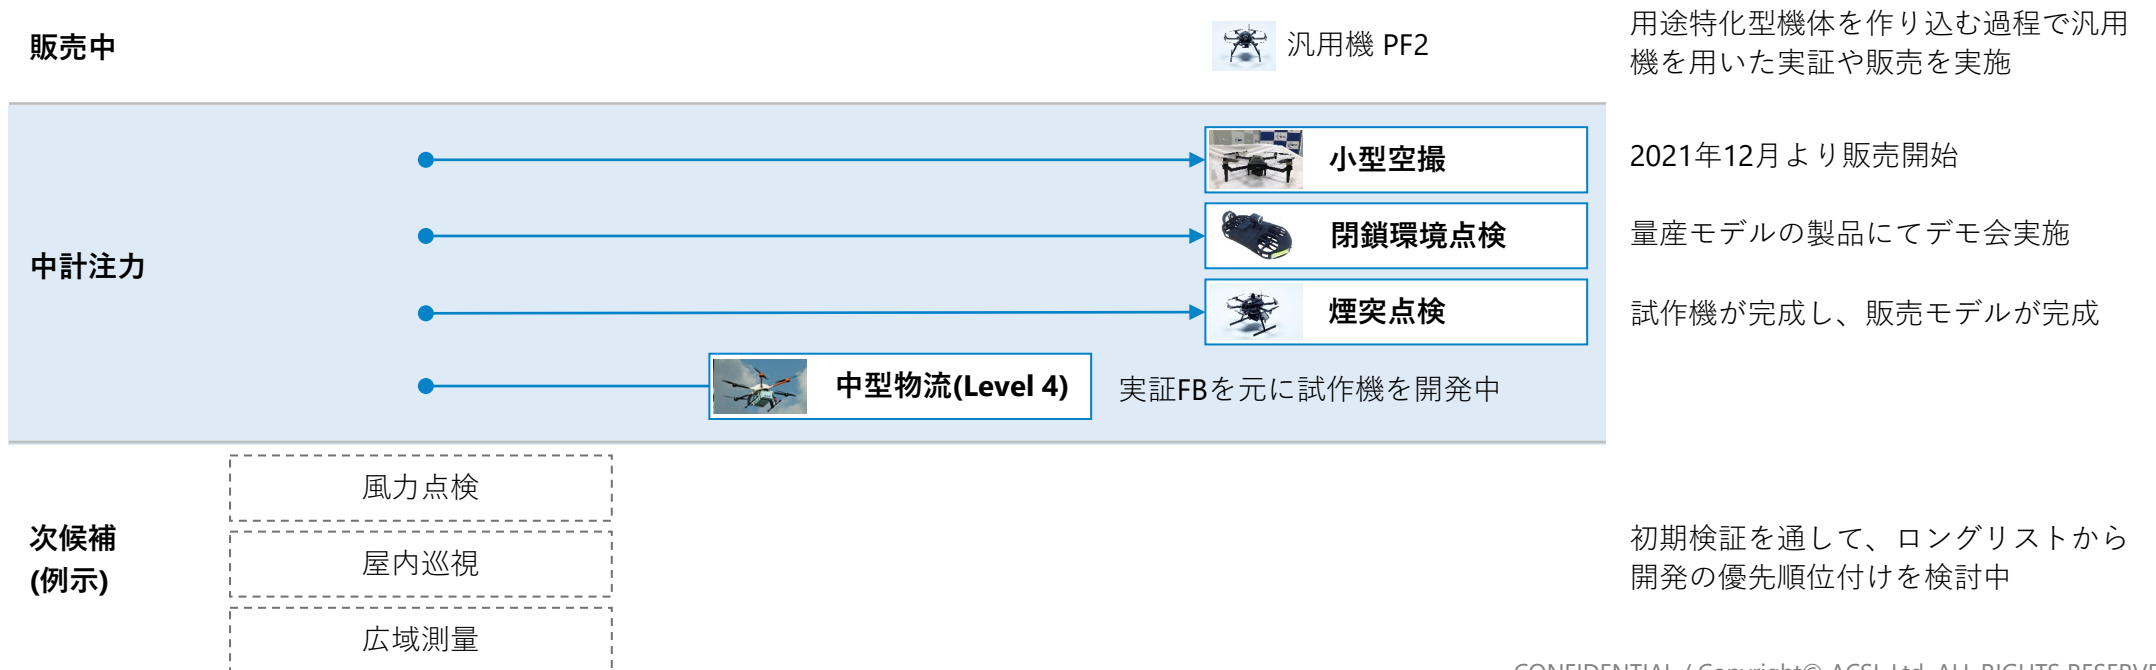 販売中
汎用機 PF2
用途特化型機体を作り込む過程で汎用
機を用いた実証や販売を実施
中計注力
小型空撮
2021年12月より販売開始
閉鎖環境点検
量産モデルの製品にてデモ会実施
煙突点検
試作機が完成し、販売モデルが完成
中型物流(Level 4)
実証FBを元に試作機を開発中
次候補
(例示)
風力点検
屋内巡視
広域測量
初期検証を通して、ロングリストから
開発の優先順位付けを検討中
CONFIDENTIAL / Copyright© ACSL Ltd. ALL RIGHTS RESERVE